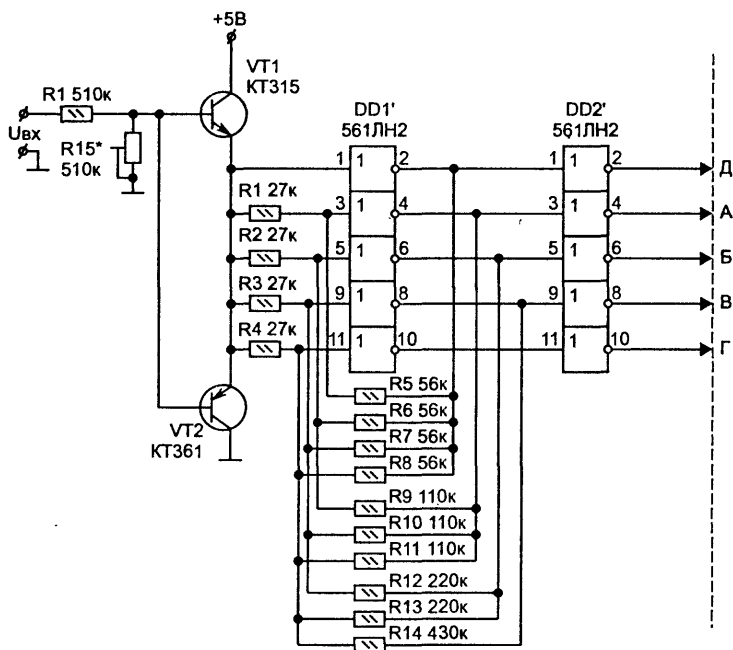 +5В
VT1
КТ315
R1 510к
Uвх
R15*
510к
DD1'
561ЛН2
DD2'
561ЛН2
1 1 2 1 1 2 Д
R1 27к 3 1 4 3 1 4 А
R2 27к 5 1 6 5 1 6 Б
R3 27к 9 1 8 9 1 8 В
R4 27к 11 1 10 11 1 10 Г
R5 56к
R6 56к
R7 56к
R8 56к
VT2
КТ361
R9 110к
R10 110к
R11 110к
R12 220к
R13 220к
R14 430к